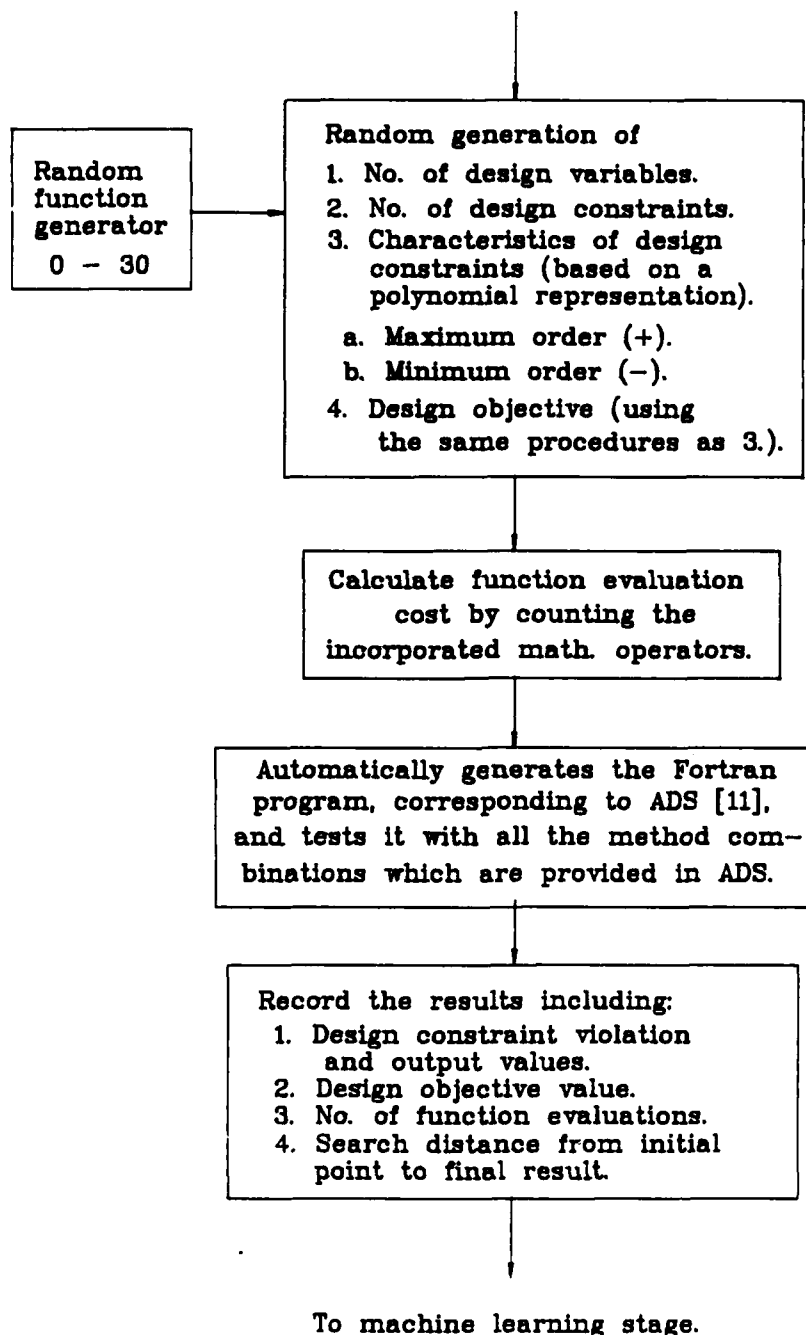 Random
function
generator
0 – 30
Random generation of
1. No. of design variables.
2. No. of design constraints.
3. Characteristics of design
constraints (based on a
polynomial representation).
a. Maximum order (+).
b. Minimum order (–).
4. Design objective (using
the same procedures as 3.).
Calculate function evaluation
cost by counting the
incorporated math. operators.
Automatically generates the Fortran
program, corresponding to ADS [11],
and tests it with all the method com–
binations which are provided in ADS.
Record the results including:
1. Design constraint violation
and output values.
2. Design objective value.
3. No. of function evaluations.
4. Search distance from initial
point to final result.
To machine learning stage.